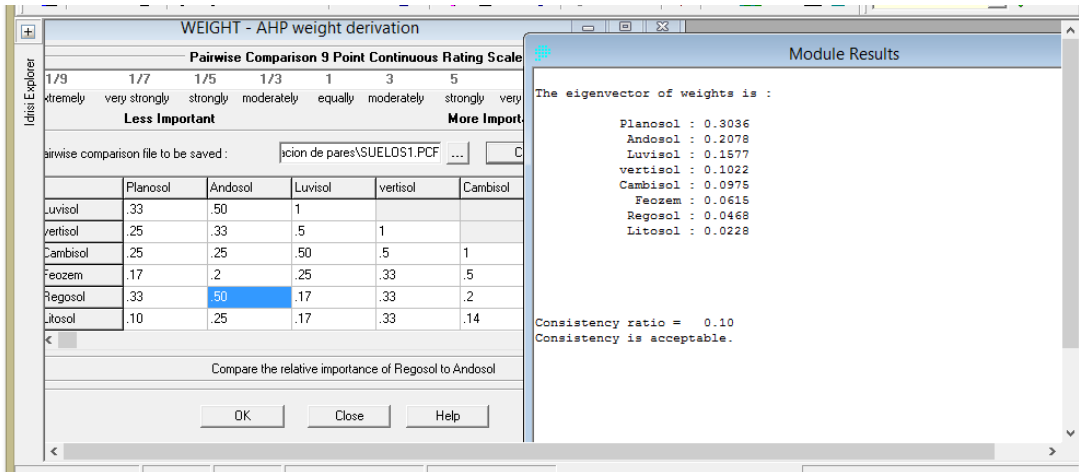 WEIGHT - AHP weight derivation
Idrisi Explorer
Pairwise Comparison 9 Point Continuous Rating Scale
1/9 1/7 1/5 1/3 1 3 5
xtremely very strongly strongly moderately equally moderately strongly very
Less Important More Import
airwise comparison file to be saved : acion de pares\SUELOS1.PCF ... C
Planosol Andosol Luvisol vertisol Cambisol
Luvisol .33 .50 1
vertisol .25 .33 .5 1
Cambisol .25 .25 .50 .5 1
Feozem .17 .2 .25 .33 .5
Regosol .33 .50 .17 .33 .2
Litosol .10 .25 .17 .33 .14
Compare the relative importance of Regosol to Andosol
OK Close Help
Module Results
The eigenvector of weights is :
Planosol : 0.3036
Andosol : 0.2078
Luvisol : 0.1577
vertisol : 0.1022
Cambisol : 0.0975
Feozem : 0.0615
Regosol : 0.0468
Litosol : 0.0228
Consistency ratio = 0.10
Consistency is acceptable.